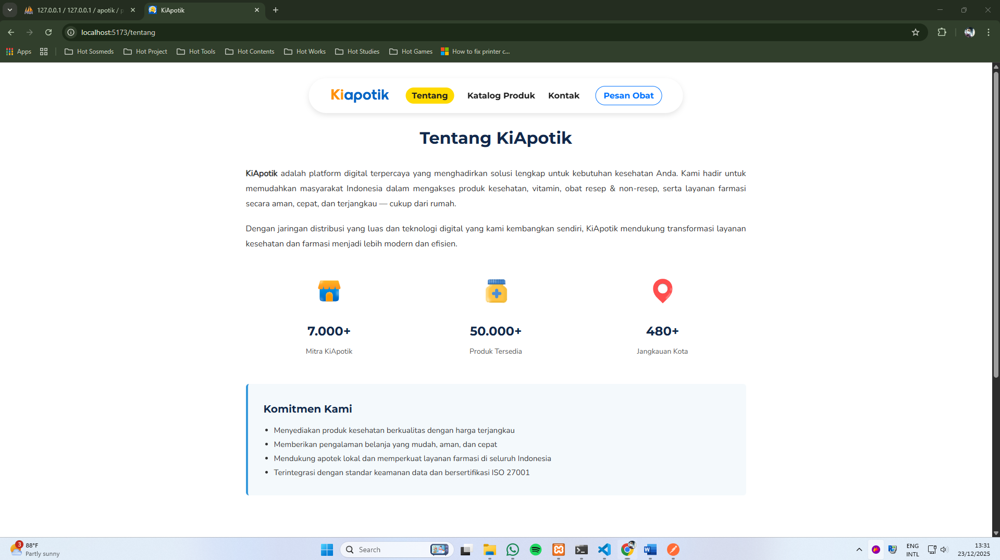 127.0.0.1 / 127.0.0.1 / apotik / p
KiApotik
localhost:5173/tentang
Apps
Hot Sosmeds
Hot Project
Hot Tools
Hot Contents
Hot Works
Hot Studies
Hot Games
How to fix printer c...
Kiapotik
Tentang
Katalog Produk
Kontak
Pesan Obat
Tentang KiApotik
KiApotik adalah platform digital terpercaya yang menghadirkan solusi lengkap untuk kebutuhan kesehatan Anda. Kami hadir untuk
memudahkan masyarakat Indonesia dalam mengakses produk kesehatan, vitamin, obat resep & non-resep, serta layanan farmasi
secara aman, cepat, dan terjangkau — cukup dari rumah.
Dengan jaringan distribusi yang luas dan teknologi digital yang kami kembangkan sendiri, KiApotik mendukung transformasi layanan
kesehatan dan farmasi menjadi lebih modern dan efisien.
7.000+
Mitra KiApotik
50.000+
Produk Tersedia
480+
Jangkauan Kota
Komitmen Kami
• Menyediakan produk kesehatan berkualitas dengan harga terjangkau
• Memberikan pengalaman belanja yang mudah, aman, dan cepat
• Mendukung apotek lokal dan memperkuat layanan farmasi di seluruh Indonesia
• Terintegrasi dengan standar keamanan data dan bersertifikasi ISO 27001
3
88°F
Partly sunny
Search
ENG
INTL
13:31
23/12/2025